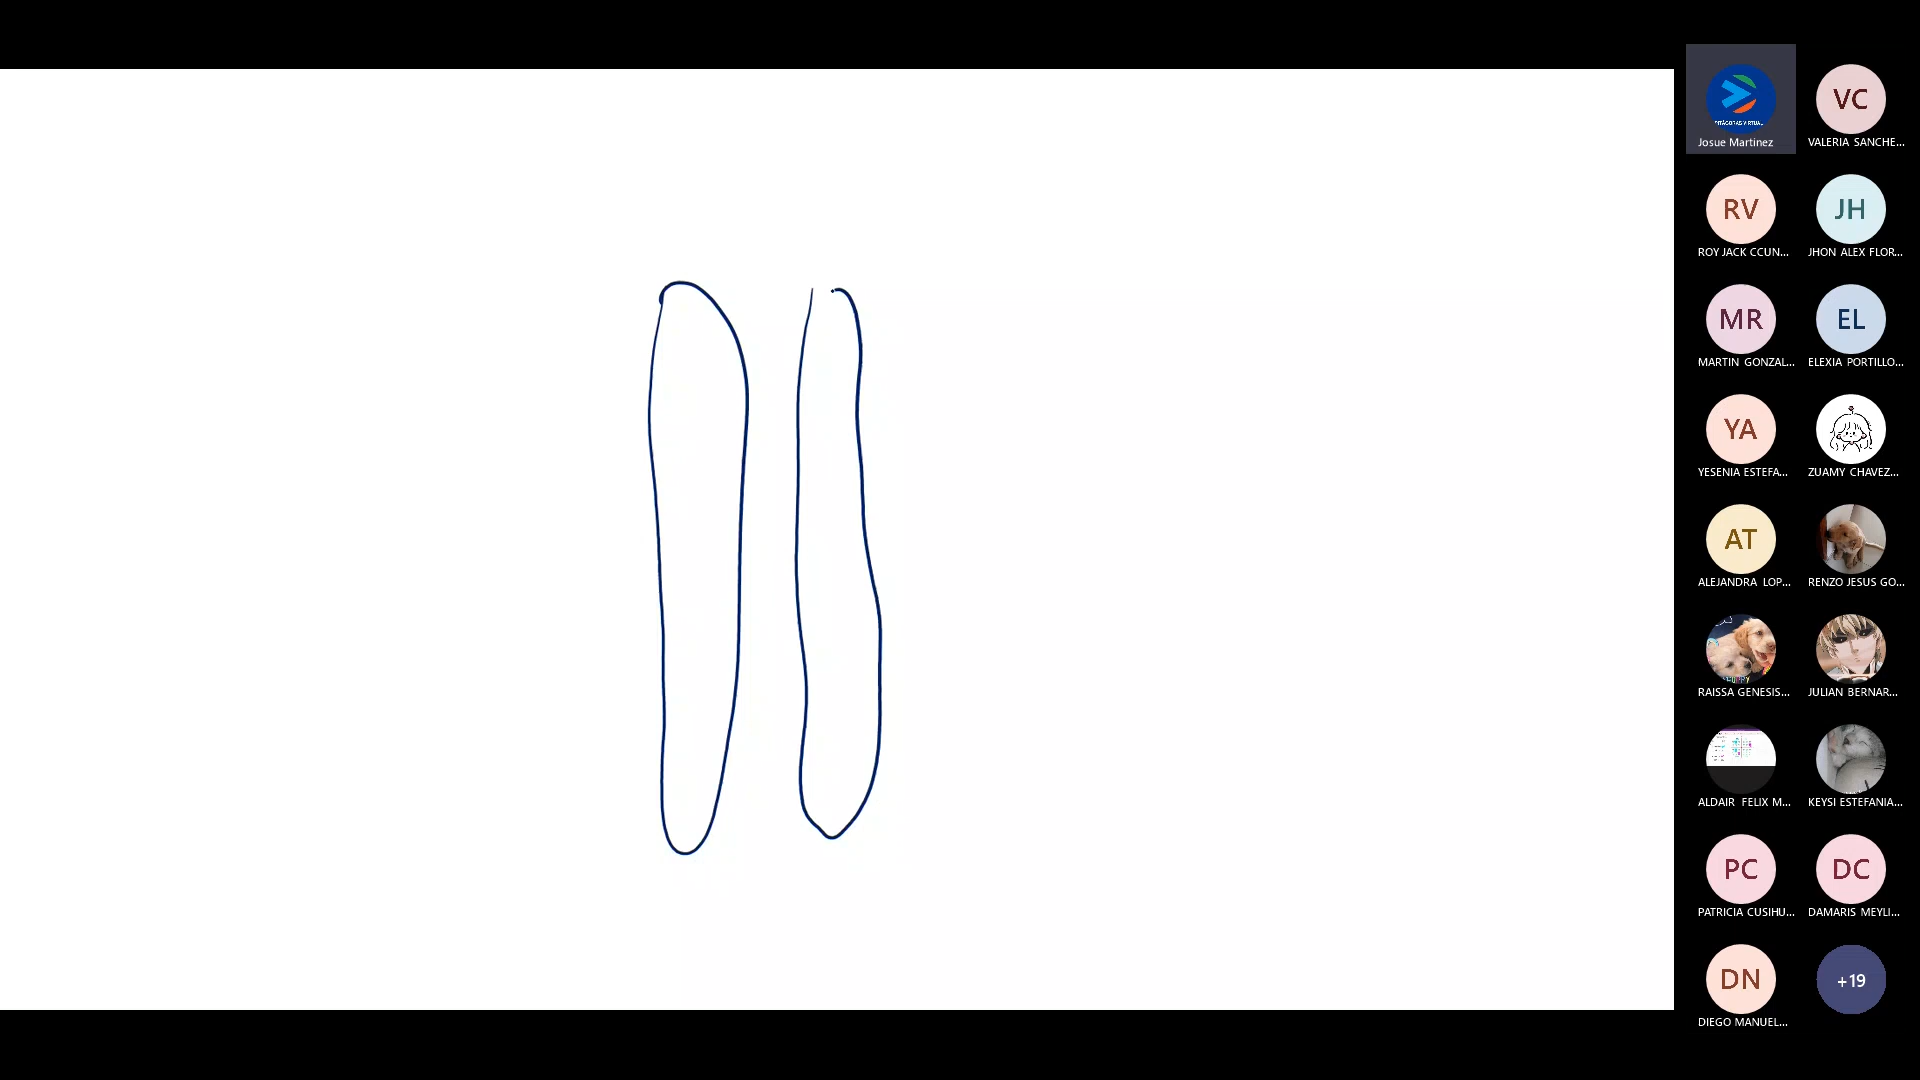 PITÁGORAS VIRTUAL
Josue Martinez
VC
VALERIA SANCHE...
RV
ROY JACK CCUN...
JH
JHON ALEX FLOR...
MR
MARTIN GONZAL...
EL
ELEXIA PORTILLO...
YA
YESENIA ESTEFA...
ZUAMY CHAVEZ...
AT
ALEJANDRA LOP...
RENZO JESUS GO...
RAISSA GENESIS...
JULIAN BERNAR...
ALDAIR FELIX M...
KEYSI ESTEFANIA...
PC
PATRICIA CUSIHU...
DC
DAMARIS MEYLI...
DN
DIEGO MANUEL...
+19